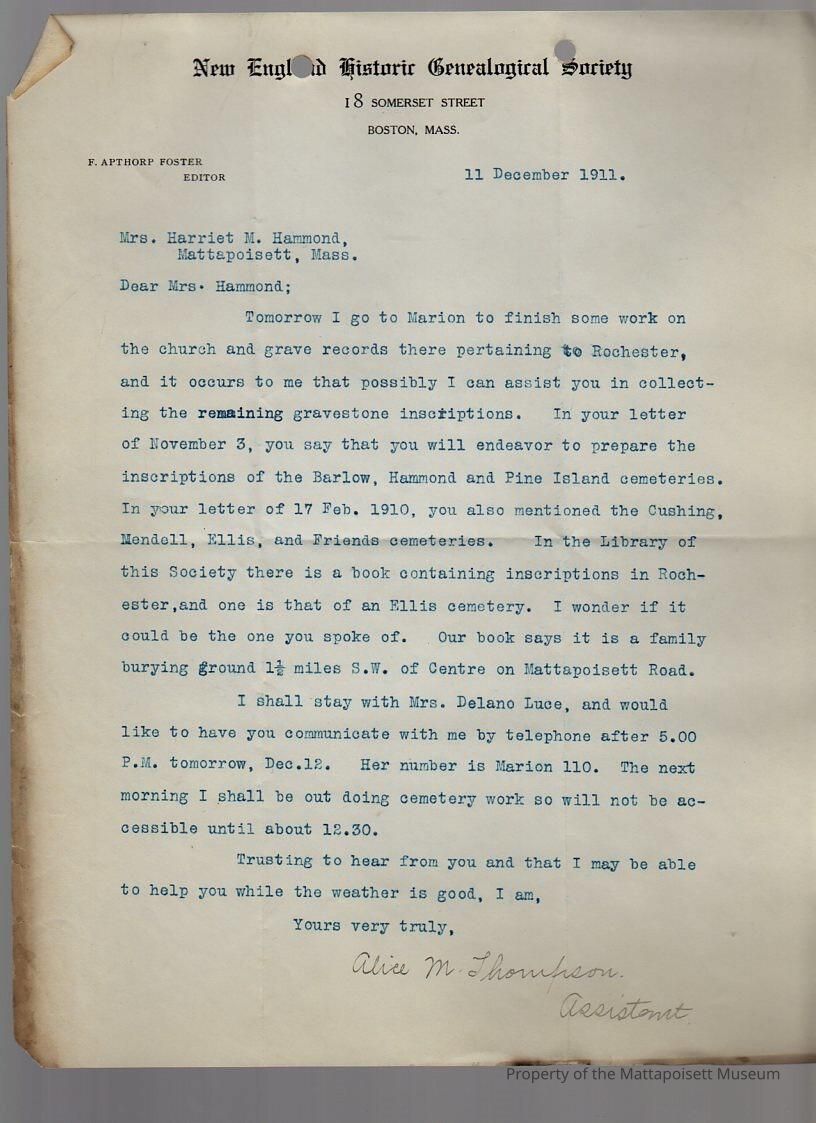 New England Historic Genealogical Society
18 SOMERSET STREET
BOSTON, MASS.
F. APTHORP FOSTER
EDITOR
11 December 1911.
Mrs. Harriet M. Hammond,
Mattapoisett, Mass.
Dear Mrs. Hammond;
Tomorrow I go to Marion to finish some work on
the church and grave records there pertaining to Rochester,
and it occurs to me that possibly I can assist you in collect-
ing the remaining gravestone inscriptions. In your letter
of November 3, you say that you will endeavor to prepare the
inscriptions of the Barlow, Hammond and Pine Island cemeteries.
In your letter of 17 Feb. 1910, you also mentioned the Cushing,
Mendell, Ellis, and Friends cemeteries. In the Library of
this Society there is a book containing inscriptions in Roch-
ester,and one is that of an Ellis cemetery. I wonder if it
could be the one you spoke of. Our book says it is a family
burying ground 1½ miles S.W. of Centre on Mattapoisett Road.
I shall stay with Mrs. Delano Luce, and would
like to have you communicate with me by telephone after 5.00
P.M. tomorrow, Dec.12. Her number is Marion 110. The next
morning I shall be out doing cemetery work so will not be ac-
cessible until about 12.30.
Trusting to hear from you and that I may be able
to help you while the weather is good, I am,
Yours very truly,
Alice M. Thompson.
Assistant.
Property of the Mattapoisett Museum